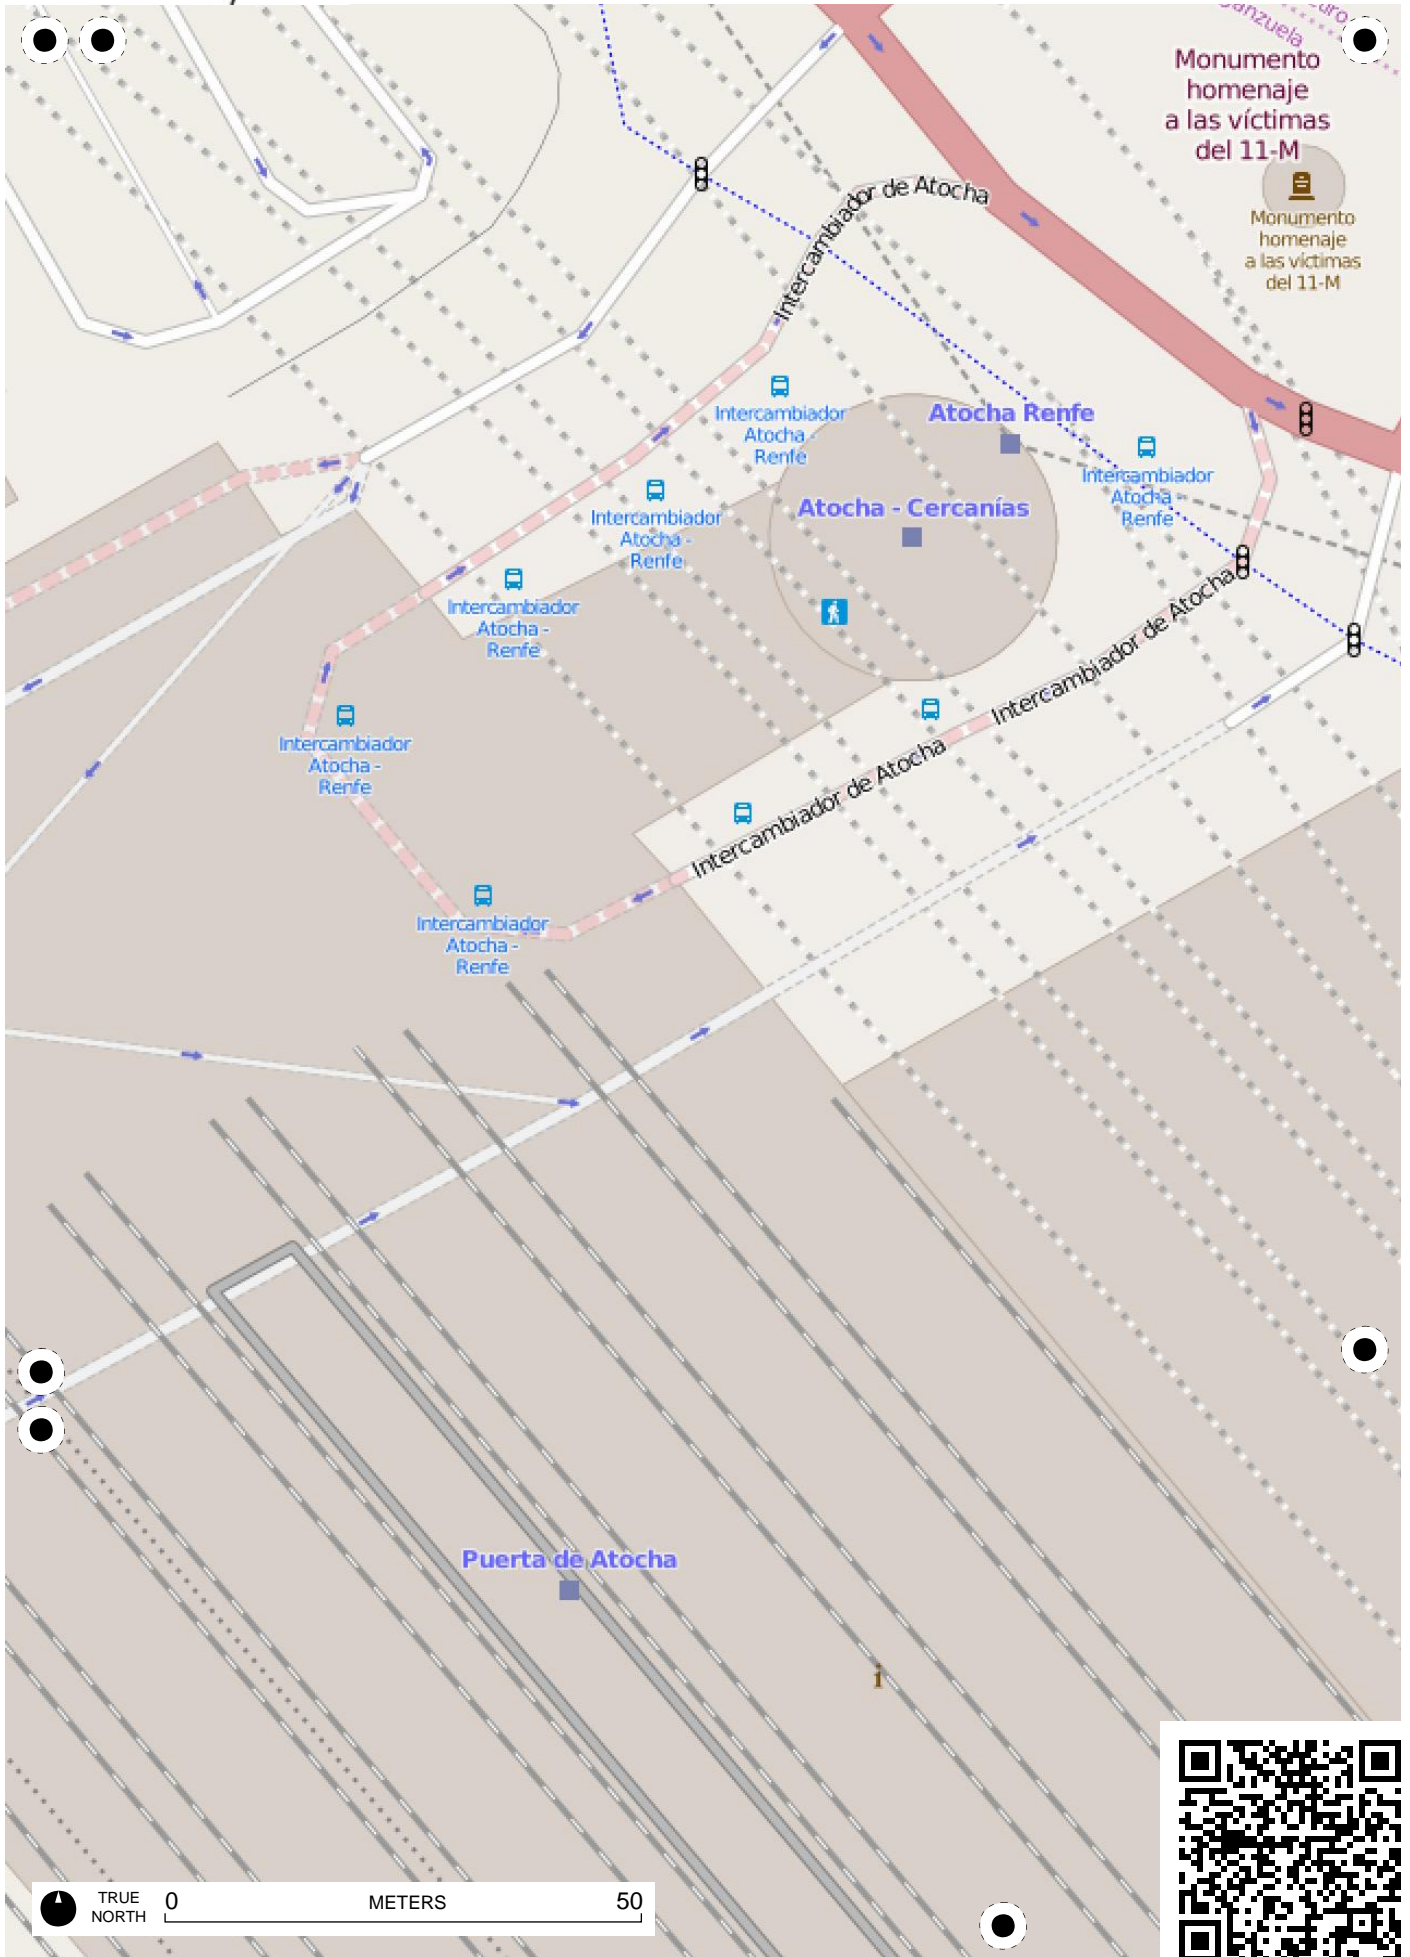 Monumento
homenaje
a las víctimas
del 11-M
Monumento
homenaje
a las víctimas
del 11-M
Intercambiador de Atocha
Intercambiador
Atocha -
Renfe
Atocha Renfe
Intercambiador
Atocha -
Renfe
Intercambiador
Atocha -
Renfe
Atocha - Cercanías
Intercambiador
Atocha -
Renfe
Intercambiador de Atocha
Intercambiador
Atocha -
Renfe
Intercambiador de Atocha
Intercambiador
Atocha -
Renfe
Puerta de Atocha
i
TRUE
NORTH
0 METERS 50